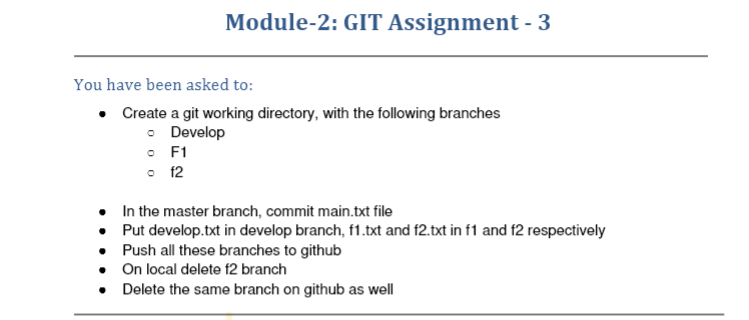 Module-2: GIT Assignment - 3
You have been asked to:
• Create a git working directory, with the following branches
○ Develop
○ F1
○ f2
• In the master branch, commit main.txt file
• Put develop.txt in develop branch, f1.txt and f2.txt in f1 and f2 respectively
• Push all these branches to github
• On local delete f2 branch
• Delete the same branch on github as well